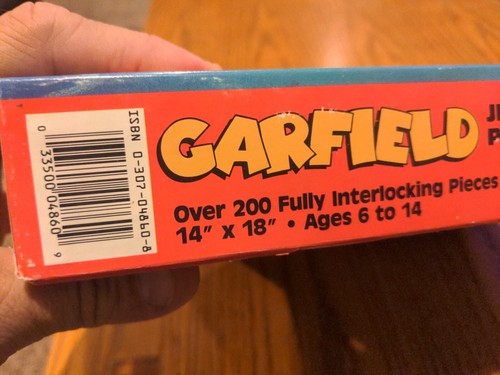 ISBN 0-307-04860-8
0 33500 04860 9
GARFIELD
Over 200 Fully Interlocking Pieces
14" x 18" • Ages 6 to 14